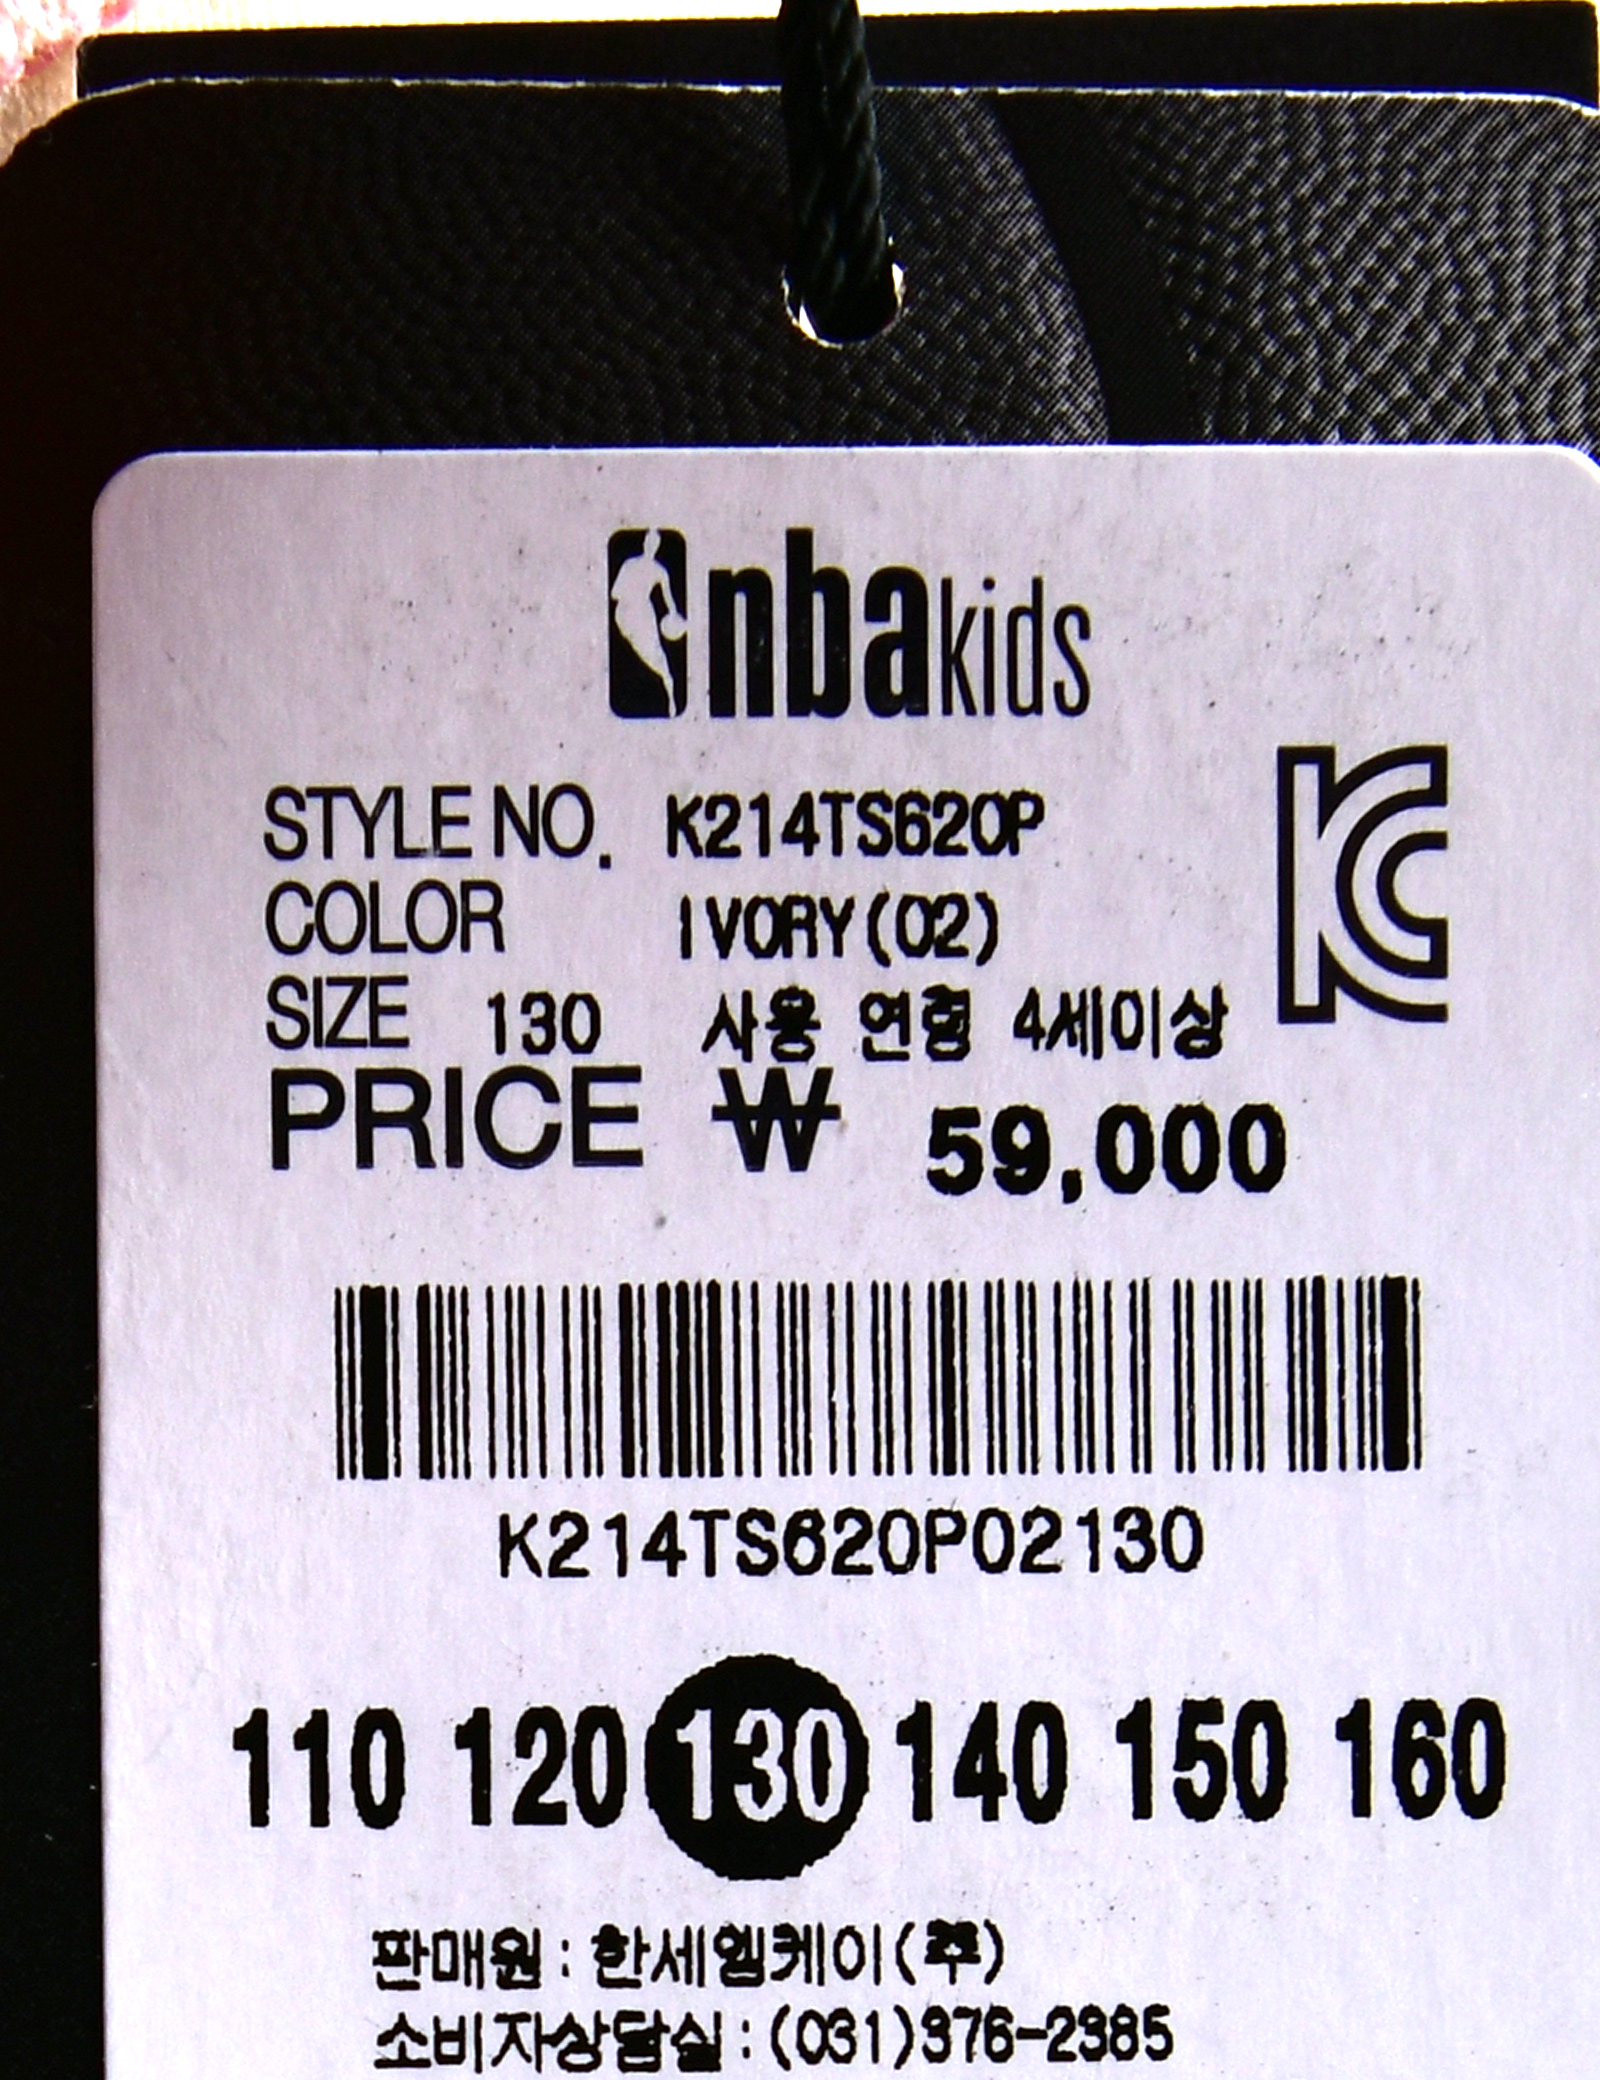 nba kids
STYLE NO. K214TS620P
COLOR IVORY(02)
SIZE 130 사용 연령 4세이상
PRICE ₩ 59,000
K214TS620P02130
110 120 130 140 150 160
판매원 : 한세엠케이(주)
소비자상담실 : (031)376-2385